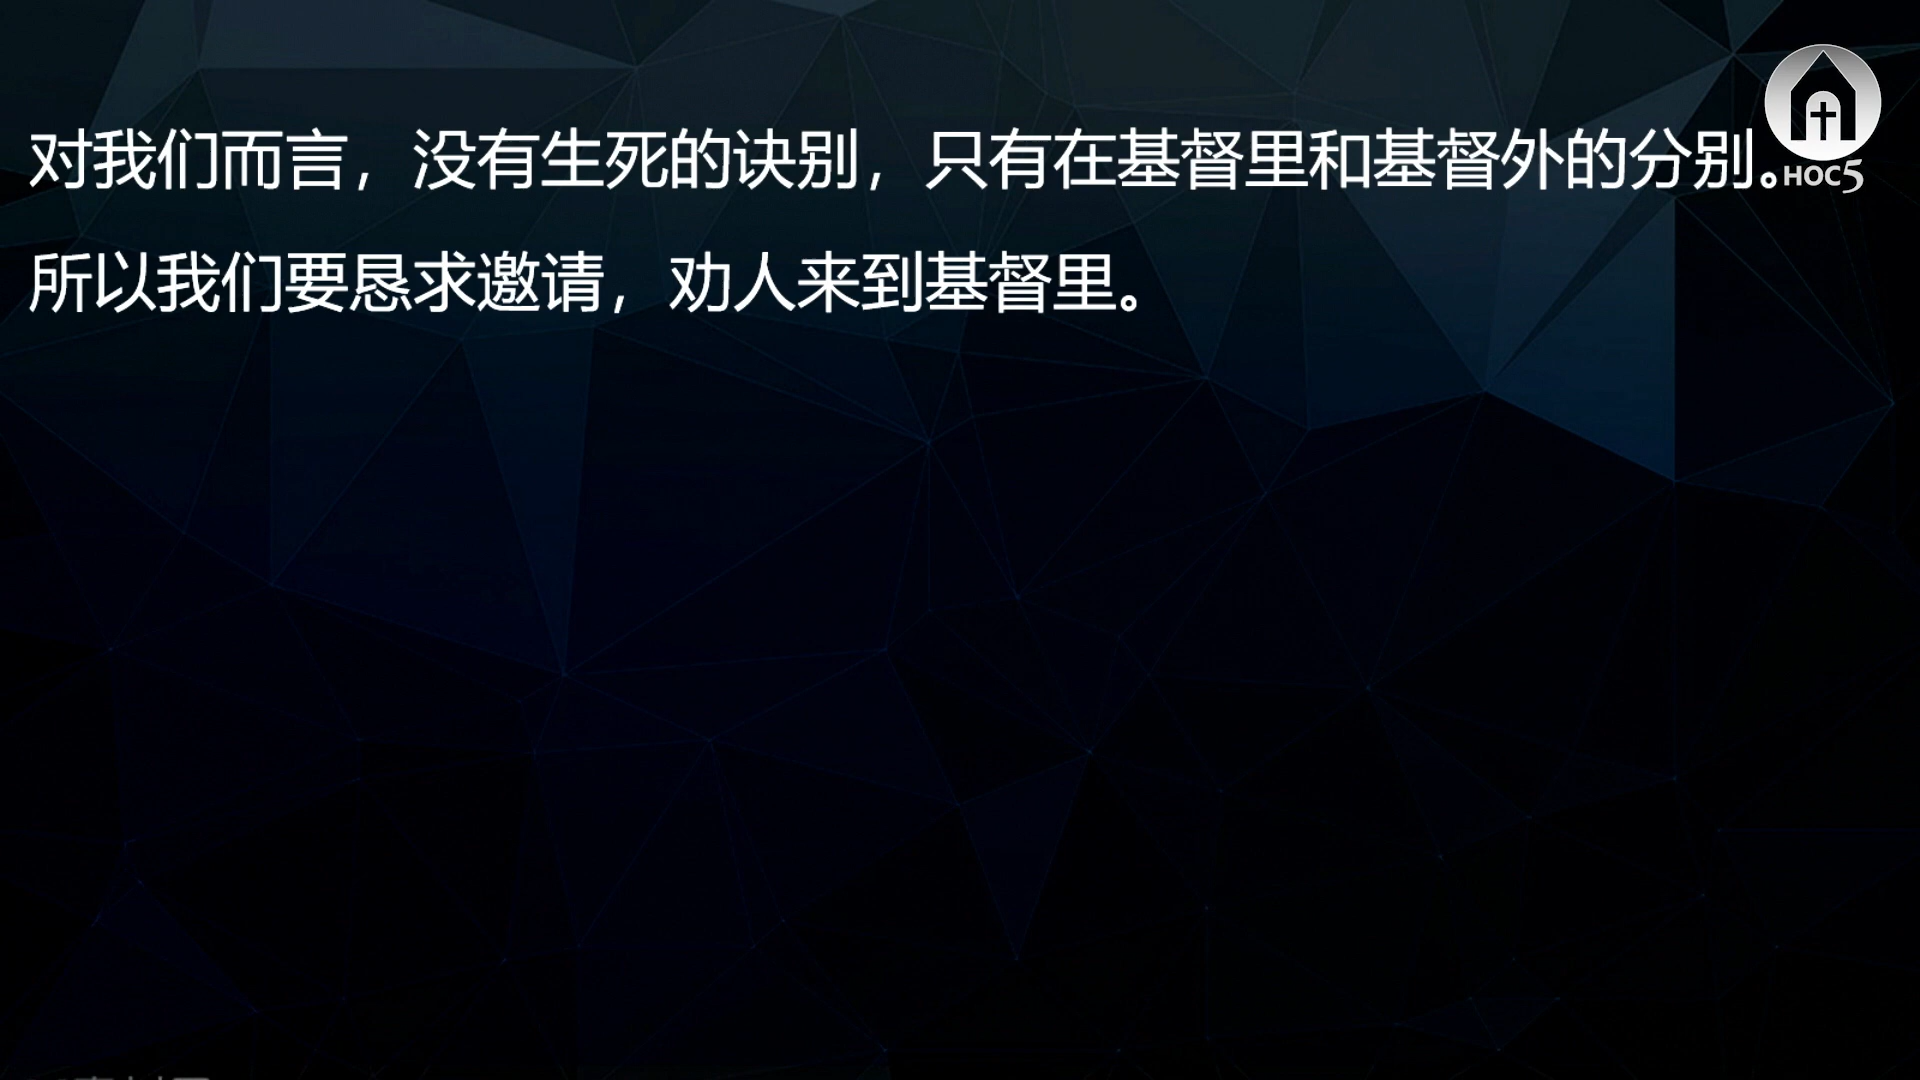 对我们而言，没有生死的诀别，只有在基督里和基督外的分别。
HOC5
所以我们要恳求邀请，劝人来到基督里。